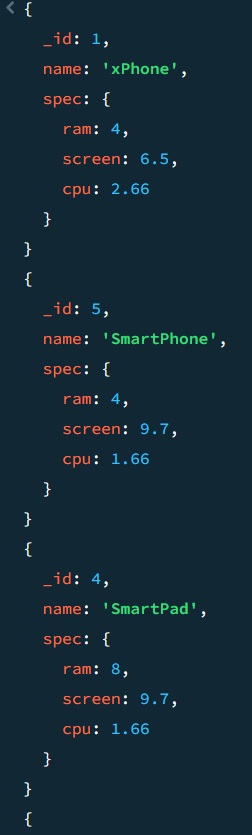 {
_id: 1,
name: 'xPhone',
spec: {
ram: 4,
screen: 6.5,
cpu: 2.66
}
}
{
_id: 5,
name: 'SmartPhone',
spec: {
ram: 4,
screen: 9.7,
cpu: 1.66
}
}
{
_id: 4,
name: 'SmartPad',
spec: {
ram: 8,
screen: 9.7,
cpu: 1.66
}
}
{